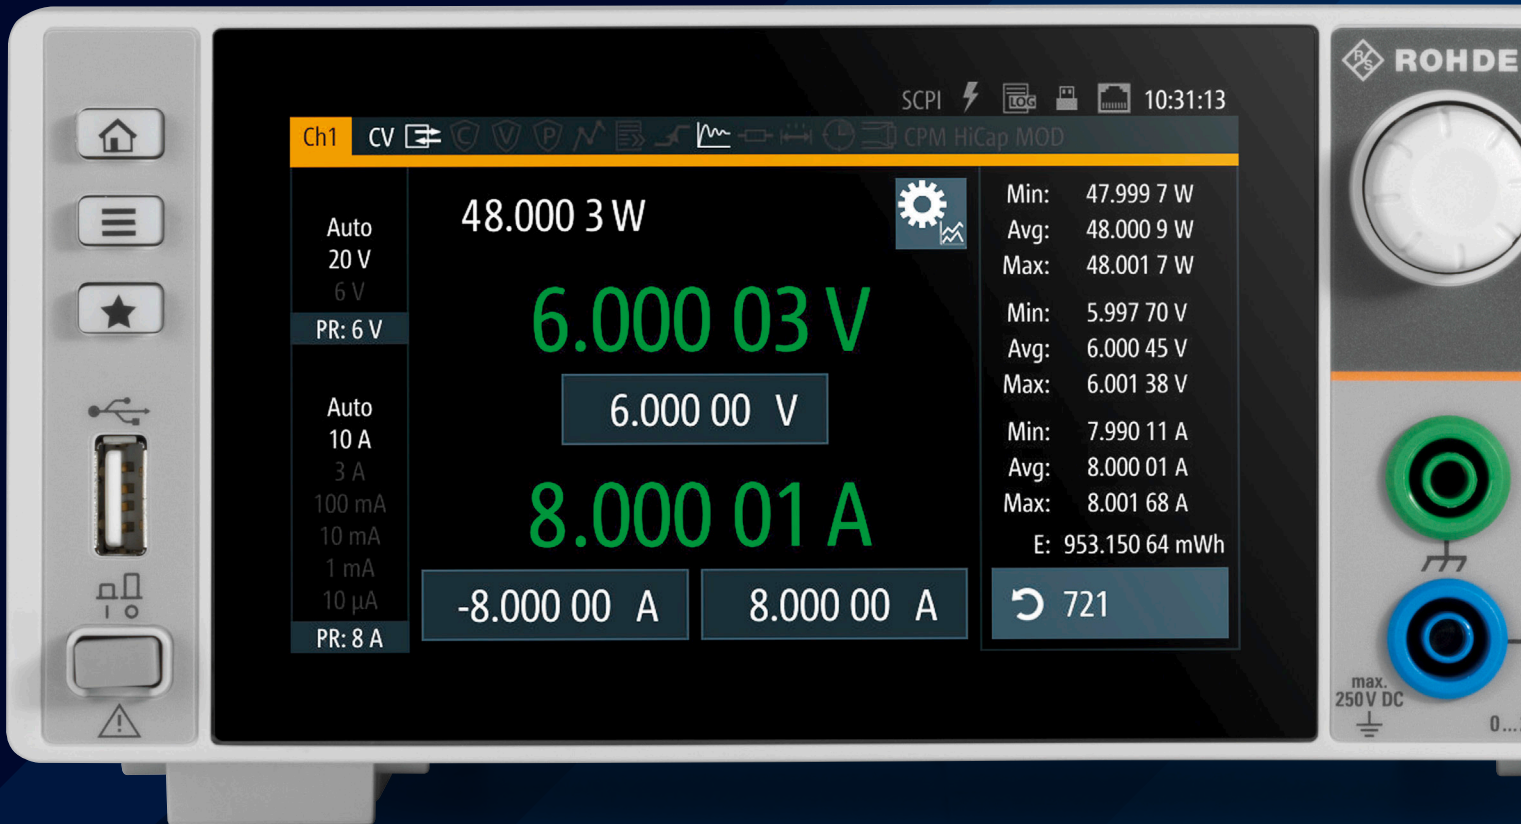 ROHDE
SCPI LOG 10:31:13
Ch1 CV C V P CPM HiCap MOD
Auto
20 V
6 V
PR: 6 V
Auto
10 A
3 A
100 mA
10 mA
1 mA
10 µA
PR: 8 A
48.000 3 W
6.000 03 V
6.000 00 V
8.000 01 A
-8.000 00 A 8.000 00 A
Min: 47.999 7 W
Avg: 48.000 9 W
Max: 48.001 7 W
Min: 5.997 70 V
Avg: 6.000 45 V
Max: 6.001 38 V
Min: 7.990 11 A
Avg: 8.000 01 A
Max: 8.001 68 A
E: 953.150 64 mWh
721
max.
250 V DC
0...